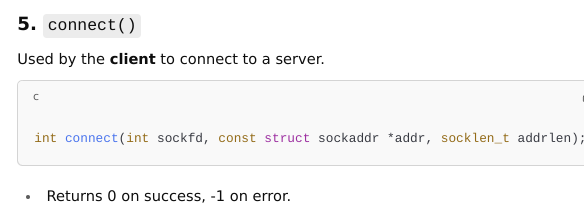 5. connect()
Used by the client to connect to a server.
c
int connect(int sockfd, const struct sockaddr *addr, socklen_t addrlen);
• Returns 0 on success, -1 on error.